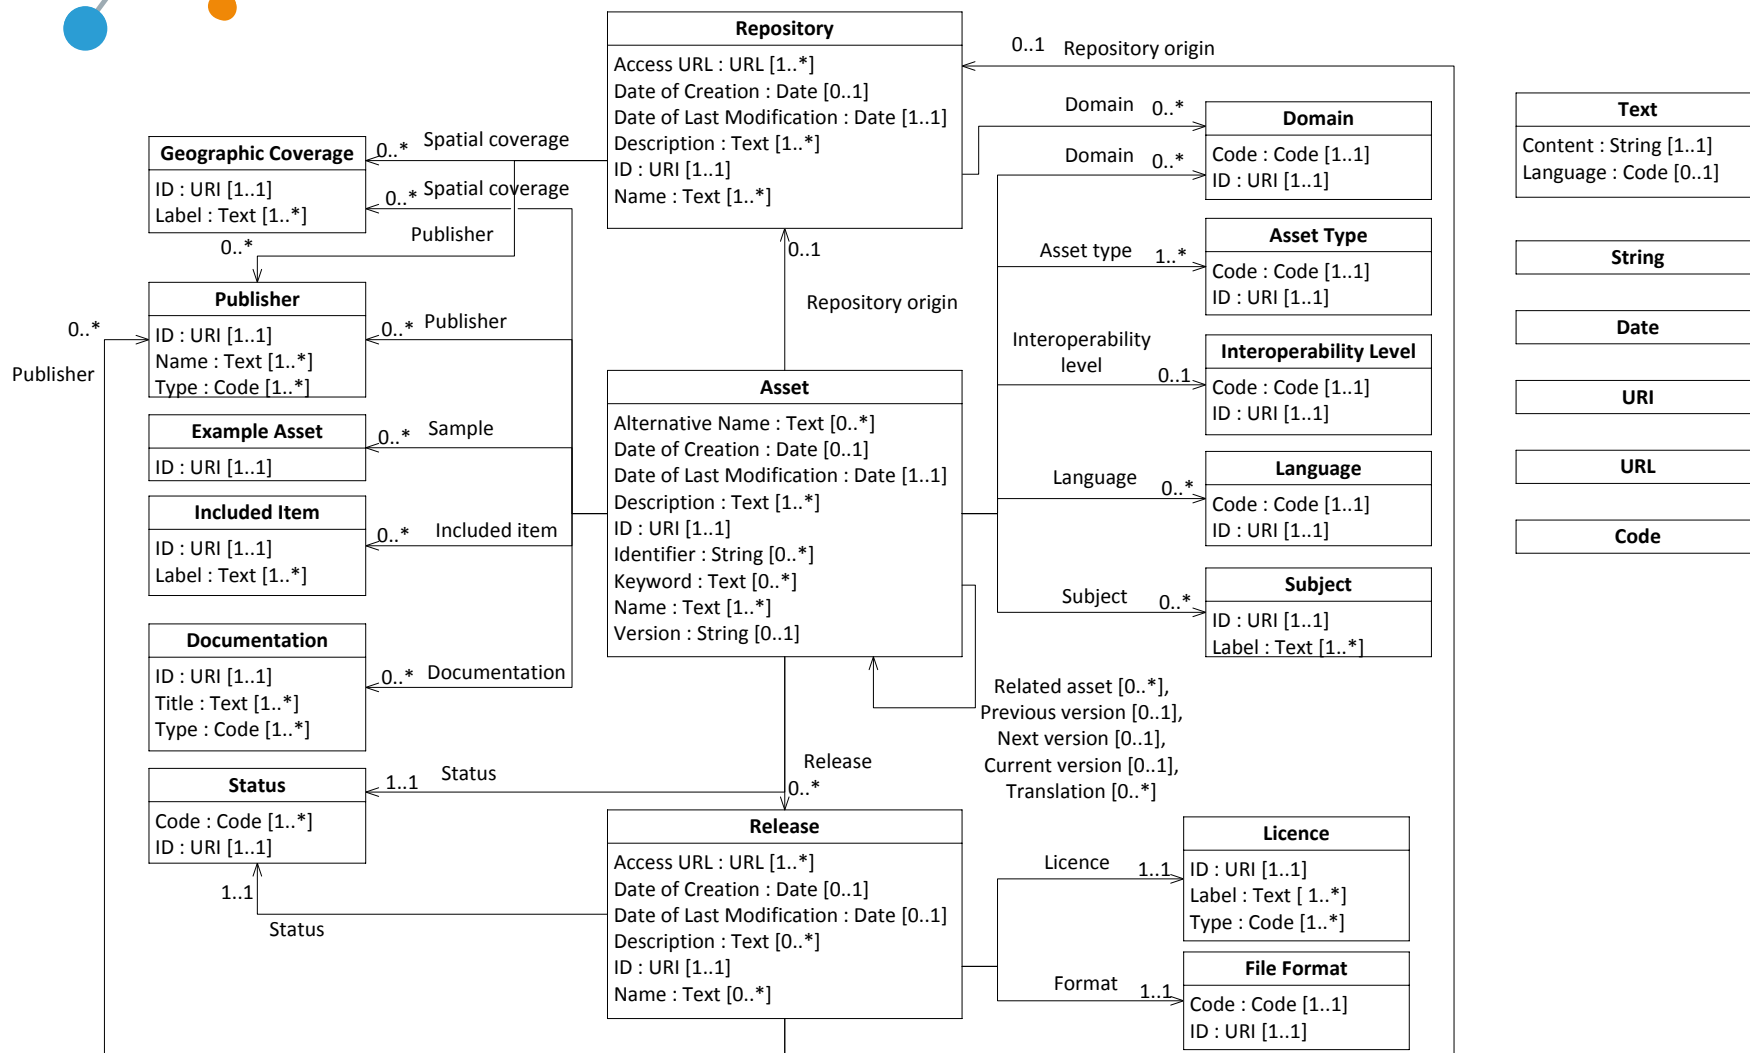 Repository
Access URL : URL [1..*]
Date of Creation : Date [0..1]
Date of Last Modification : Date [1..1]
Description : Text [1..*]
ID : URI [1..1]
Name : Text [1..*]
0..1 Repository origin
Domain 0..*
Domain 0..*
Domain
Code : Code [1..1]
ID : URI [1..1]
Text
Content : String [1..1]
Language : Code [0..1]
Geographic Coverage
ID : URI [1..1]
Label : Text [1..*]
0..* Spatial coverage
0..* Spatial coverage
Publisher
0..*
0..1
Repository origin
Asset type 1..*
Asset Type
Code : Code [1..1]
ID : URI [1..1]
String
Publisher
ID : URI [1..1]
Name : Text [1..*]
Type : Code [1..*]
0..*
Publisher
0..* Publisher
Interoperability
level
0..1
Interoperability Level
Code : Code [1..1]
ID : URI [1..1]
Date
URI
Example Asset
ID : URI [1..1]
0..* Sample
Asset
Alternative Name : Text [0..*]
Date of Creation : Date [0..1]
Date of Last Modification : Date [1..1]
Description : Text [1..*]
ID : URI [1..1]
Identifier : String [0..*]
Keyword : Text [0..*]
Name : Text [1..*]
Version : String [0..1]
Language 0..*
Language
Code : Code [1..1]
ID : URI [1..1]
URL
Code
Included Item
ID : URI [1..1]
Label : Text [1..*]
0..* Included item
Subject 0..*
Subject
ID : URI [1..1]
Label : Text [1..*]
Documentation
ID : URI [1..1]
Title : Text [1..*]
Type : Code [1..*]
0..* Documentation
Related asset [0..*],
Previous version [0..1],
Next version [0..1],
Current version [0..1],
Translation [0..*]
Status
Code : Code [1..*]
ID : URI [1..1]
1..1 Status
Release
0..*
1..1
Status
Release
Access URL : URL [1..*]
Date of Creation : Date [0..1]
Date of Last Modification : Date [0..1]
Description : Text [0..*]
ID : URI [1..1]
Name : Text [0..*]
Licence 1..1
Licence
ID : URI [1..1]
Label : Text [ 1..*]
Type : Code [1..*]
Format 1..1
File Format
Code : Code [1..1]
ID : URI [1..1]